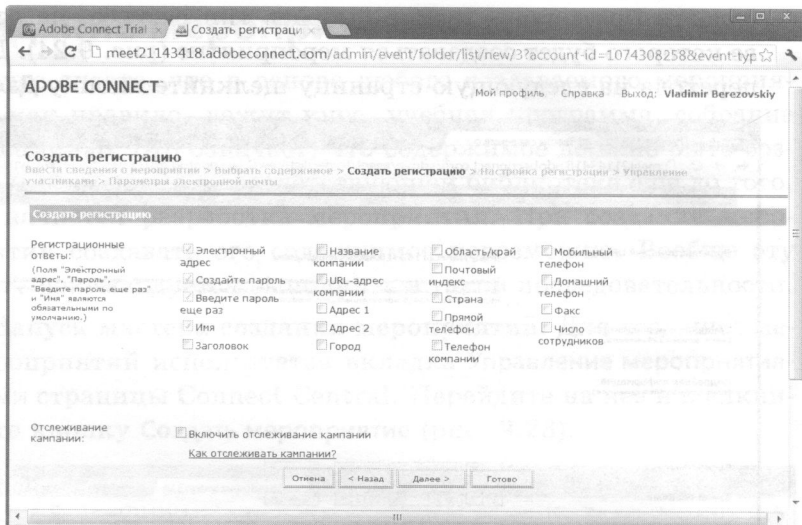 Adobe Connect Trial
Создать регистраци
meet21143418.adobeconnect.com/admin/event/folder/list/new/3?account-id=1074308258&event-typ
ADOBE CONNECT
Мой профиль Справка Выход: Vladimir Berezovskiy
Создать регистрацию
Ввести сведения о мероприятии > Выбрать содержимое > Создать регистрацию > Настройка регистрации > Управление
участниками > Параметры электронной почты
Создать регистрацию
Регистрационные
ответы:
(Поля "Электронный
адрес", "Пароль",
"Введите пароль еще раз"
и "Имя" являются
обязательными по
умолчанию.)
Электронный
адрес
Создайте пароль
Введите пароль
еще раз
Имя
Заголовок
Название
компании
URL-адрес
компании
Адрес 1
Адрес 2
Город
Область/край
Почтовый
индекс
Страна
Прямой
телефон
Телефон
компании
Мобильный
телефон
Домашний
телефон
Факс
Число
сотрудников
Отслеживание
кампании:
Включить отслеживание кампании
Как отслеживать кампании?
Отмена
< Назад
Далее >
Готово